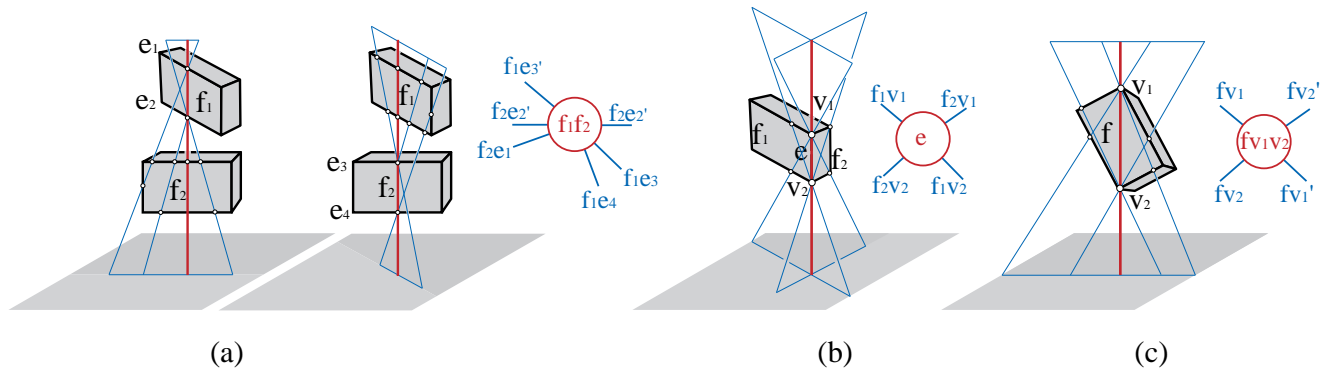 e1
e2
f1
f2
e3
e4
f1
f2
f1e3'
f2e2'
f2e1
f1f2
f2e2'
f1e3
f1e4
v1
f1
e
f2
v2
f1v1
f2v1
e
f2v2
f1v2
v1
f
v2
fv1
fv2'
fv1v2
fv2
fv1'
(a)
(b)
(c)